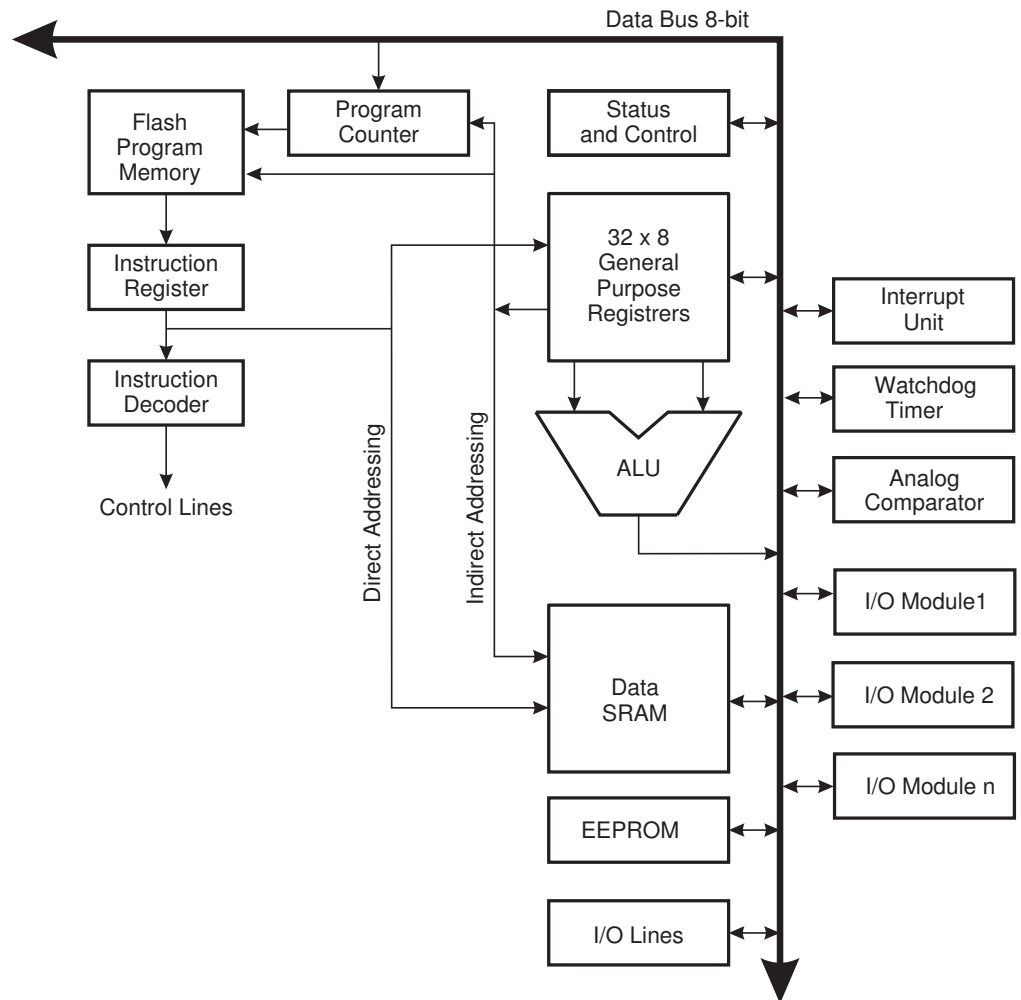 Data Bus 8-bit
Flash
Program
Memory
Program
Counter
Status
and Control
32 x 8
General
Purpose
Registrers
Instruction
Register
Interrupt
Unit
Instruction
Decoder
Watchdog
Timer
Control Lines
Direct Addressing
Indirect Addressing
ALU
Analog
Comparator
I/O Module1
Data
SRAM
I/O Module 2
I/O Module n
EEPROM
I/O Lines